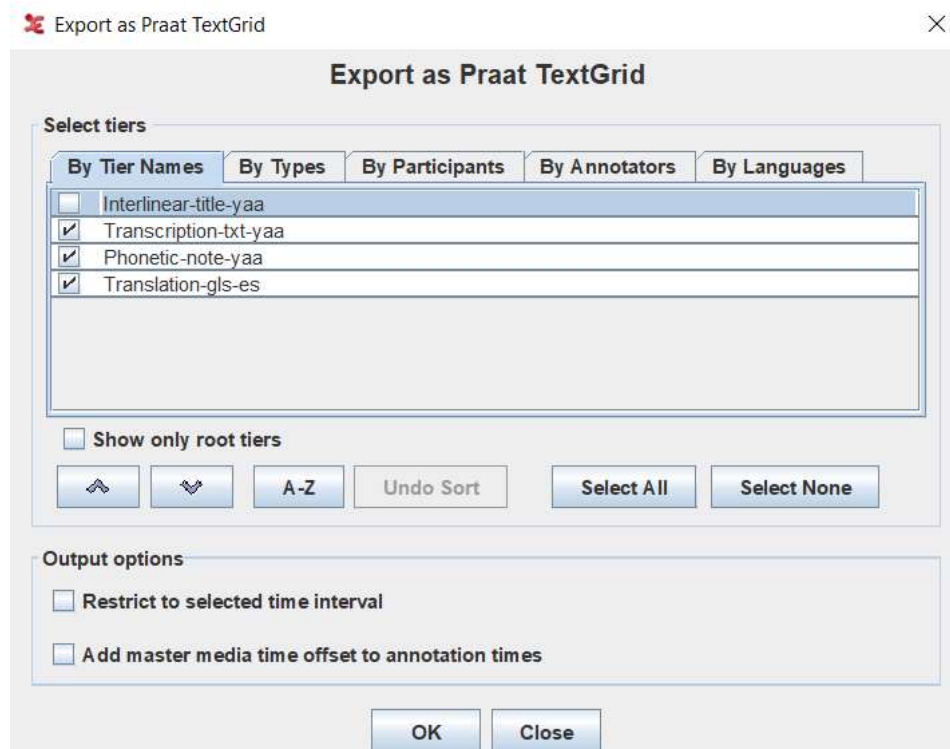 Export as Praat TextGrid
Export as Praat TextGrid
Select tiers
By Tier Names By Types By Participants By Annotators By Languages
Interlinear-title-yaa
Transcription-txt-yaa
Phonetic-note-yaa
Translation-gls-es
Show only root tiers
A-Z Undo Sort Select All Select None
Output options
Restrict to selected time interval
Add master media time offset to annotation times
OK Close